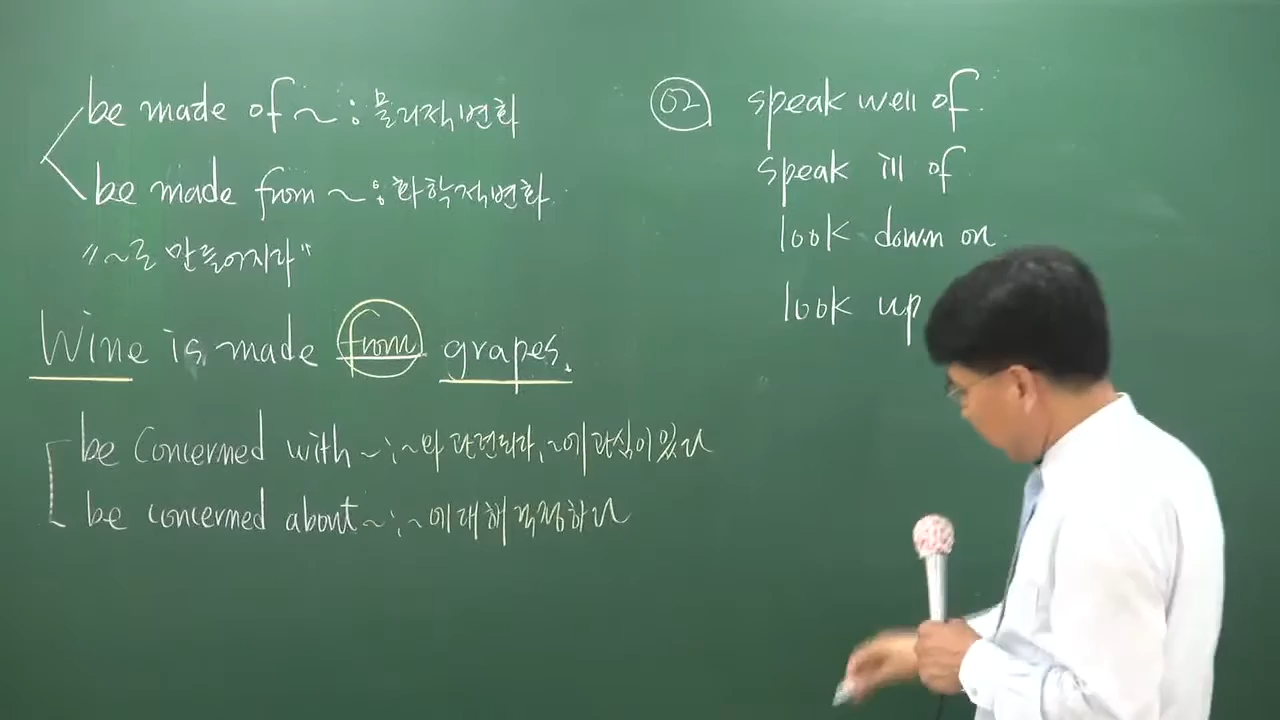 be made of ~ : 물리적변화
be made from ~ : 화학적변화
"~로 만들어지다"
Wine is made from grapes.
be concerned with ~ : ~와 관련되다, ~에 관심이 있다
be concerned about ~ : ~에 대해 걱정하다
02 speak well of
speak ill of
look down on
look up